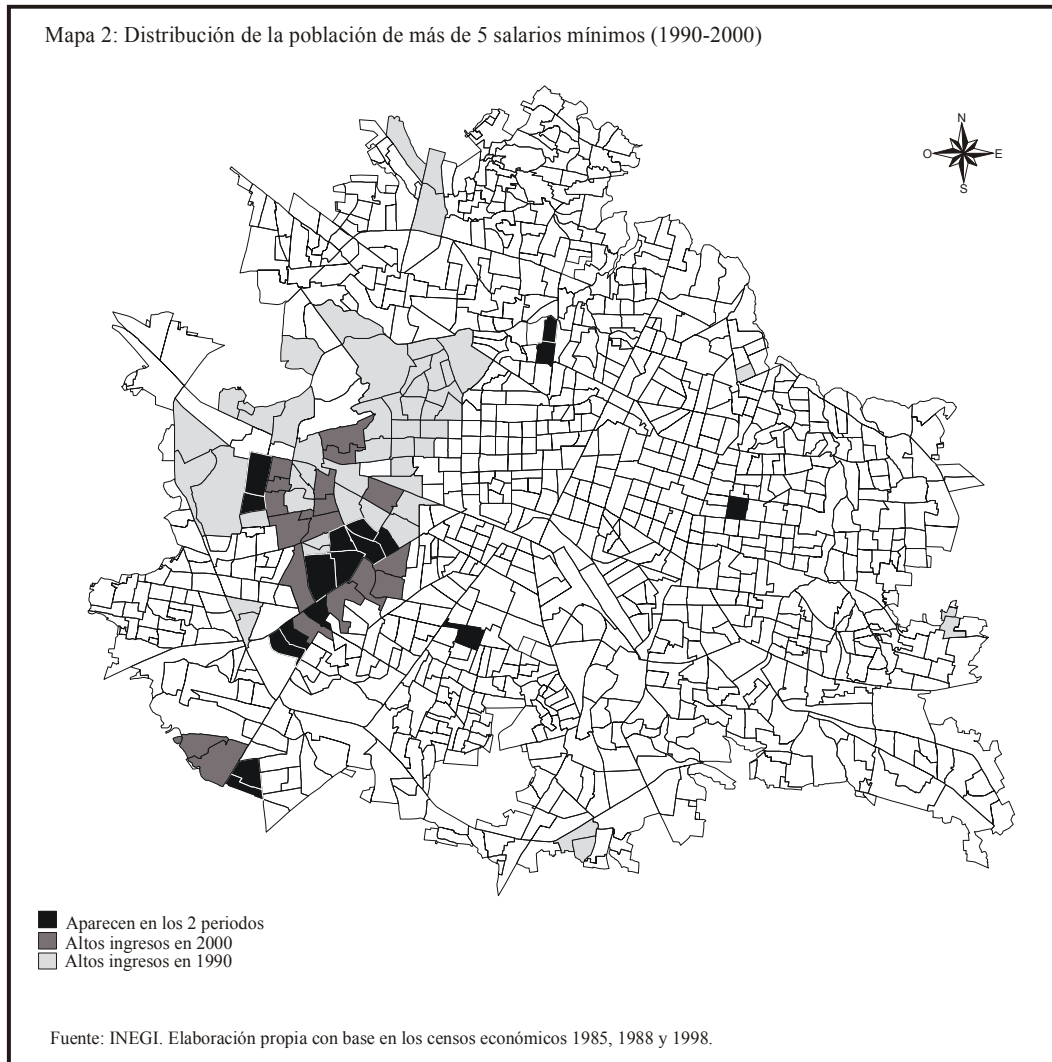 Mapa 2: Distribución de la población de más de 5 salarios mínimos (1990-2000)
N
O
E
S
Aparecen en los 2 periodos
Altos ingresos en 2000
Altos ingresos en 1990
Fuente: INEGI. Elaboración propia con base en los censos económicos 1985, 1988 y 1998.